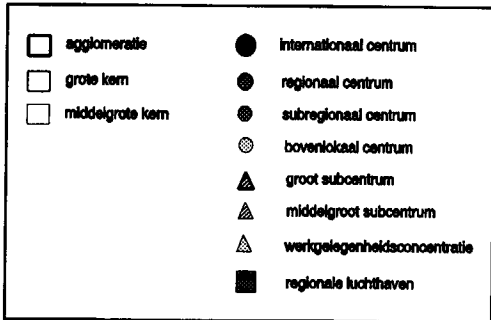 agglomeratie
grote kern
middelgrote kern
internationaal centrum
regionaal centrum
subregionaal centrum
bovenlokaal centrum
groot subcentrum
middelgroot subcentrum
werkgelegenheidsconcentratie
regionale luchthaven